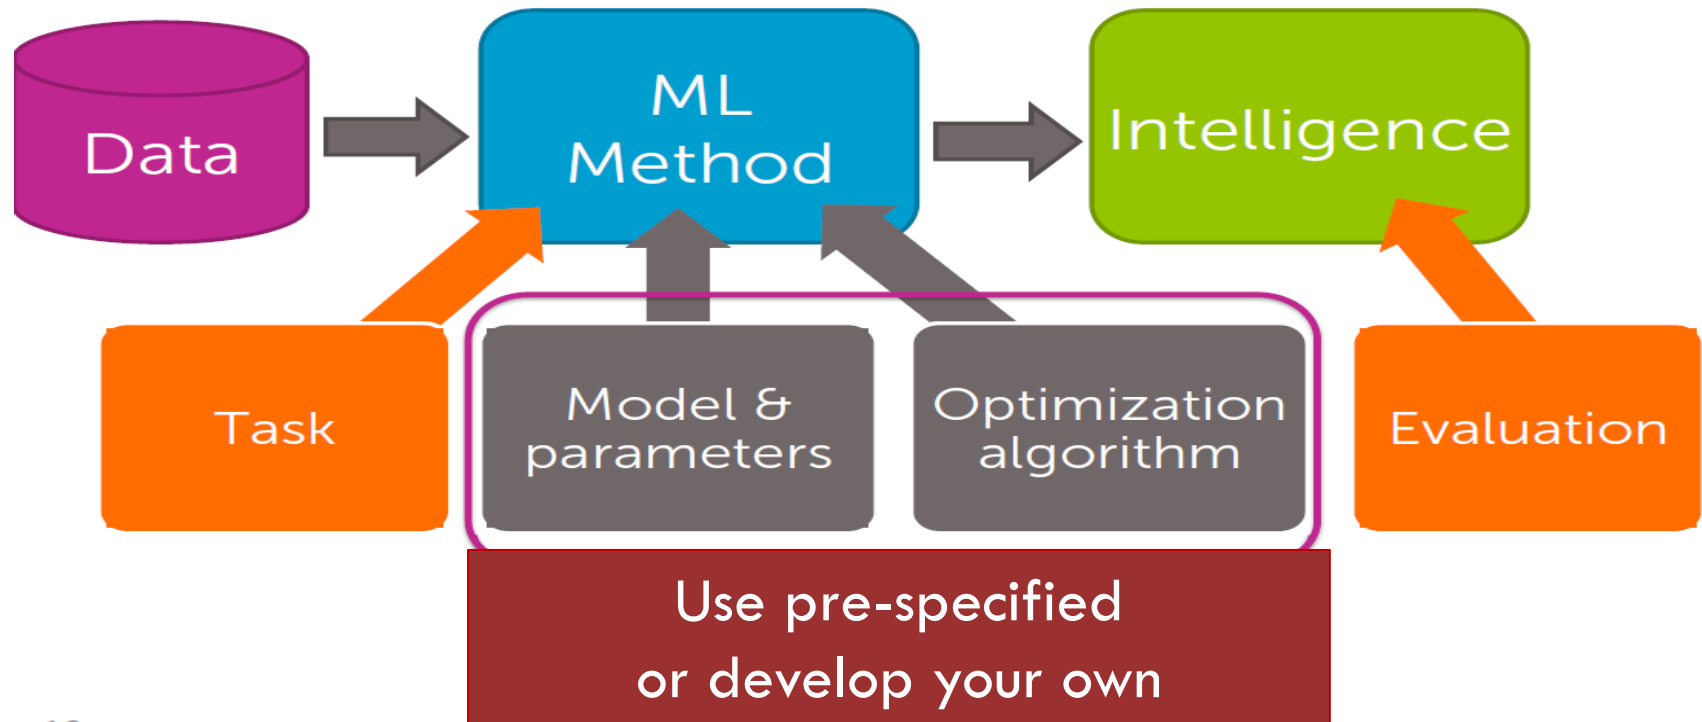 Data
ML
Method
Intelligence
Task
Model &
parameters
Optimization
algorithm
Evaluation
Use pre-specified
or develop your own